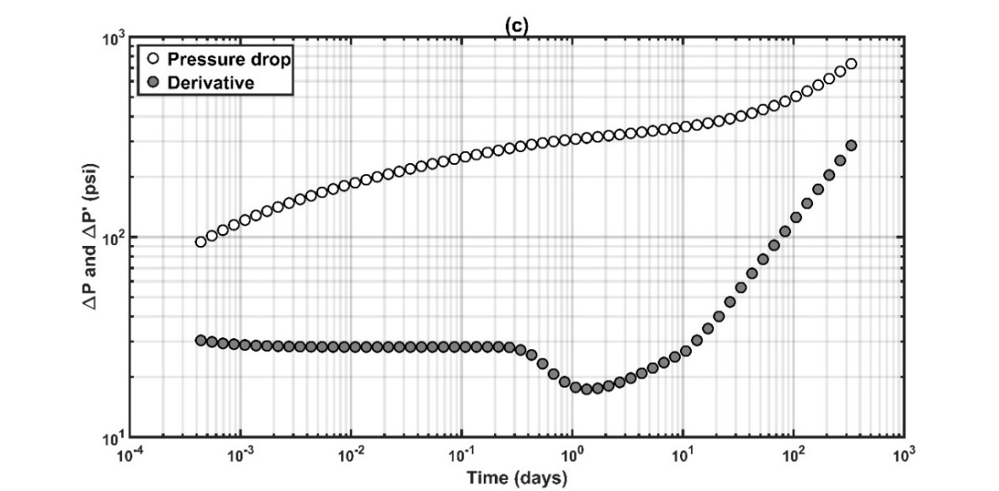 (c)
10³
Pressure drop
Derivative
10²
ΔP and ΔP' (psi)
10¹
10⁻⁴ 10⁻³ 10⁻² 10⁻¹ 10⁰ 10¹ 10² 10³
Time (days)